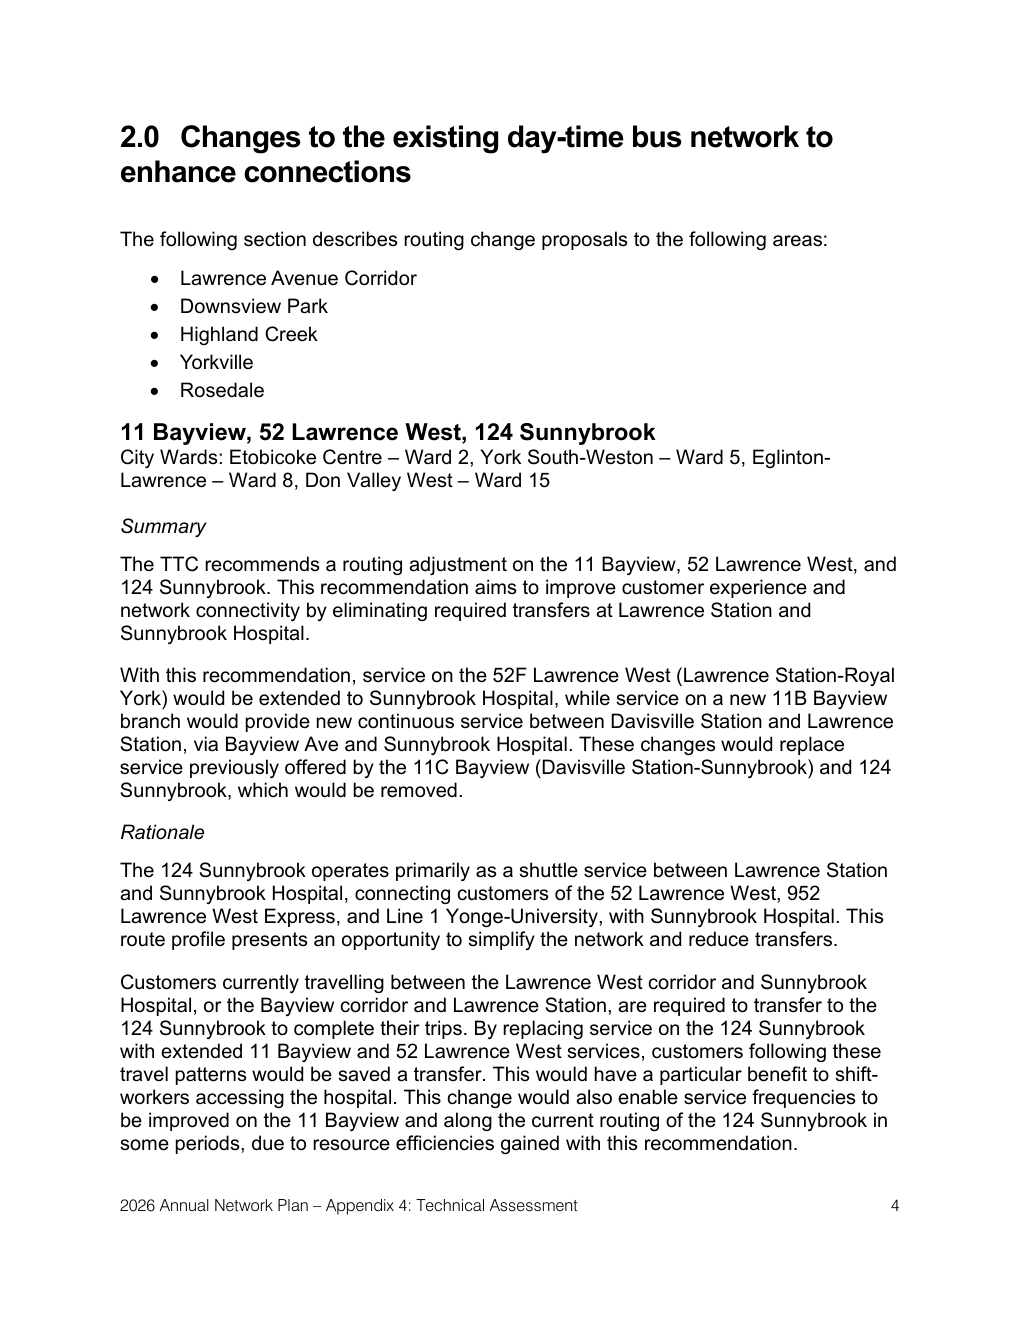 2.0 Changes to the existing day-time bus network to
enhance connections
The following section describes routing change proposals to the following areas:
• Lawrence Avenue Corridor
• Downsview Park
• Highland Creek
• Yorkville
• Rosedale
11 Bayview, 52 Lawrence West, 124 Sunnybrook
City Wards: Etobicoke Centre – Ward 2, York South-Weston – Ward 5, Eglinton-
Lawrence – Ward 8, Don Valley West – Ward 15
Summary
The TTC recommends a routing adjustment on the 11 Bayview, 52 Lawrence West, and
124 Sunnybrook. This recommendation aims to improve customer experience and
network connectivity by eliminating required transfers at Lawrence Station and
Sunnybrook Hospital.
With this recommendation, service on the 52F Lawrence West (Lawrence Station-Royal
York) would be extended to Sunnybrook Hospital, while service on a new 11B Bayview
branch would provide new continuous service between Davisville Station and Lawrence
Station, via Bayview Ave and Sunnybrook Hospital. These changes would replace
service previously offered by the 11C Bayview (Davisville Station-Sunnybrook) and 124
Sunnybrook, which would be removed.
Rationale
The 124 Sunnybrook operates primarily as a shuttle service between Lawrence Station
and Sunnybrook Hospital, connecting customers of the 52 Lawrence West, 952
Lawrence West Express, and Line 1 Yonge-University, with Sunnybrook Hospital. This
route profile presents an opportunity to simplify the network and reduce transfers.
Customers currently travelling between the Lawrence West corridor and Sunnybrook
Hospital, or the Bayview corridor and Lawrence Station, are required to transfer to the
124 Sunnybrook to complete their trips. By replacing service on the 124 Sunnybrook
with extended 11 Bayview and 52 Lawrence West services, customers following these
travel patterns would be saved a transfer. This would have a particular benefit to shift-
workers accessing the hospital. This change would also enable service frequencies to
be improved on the 11 Bayview and along the current routing of the 124 Sunnybrook in
some periods, due to resource efficiencies gained with this recommendation.
2026 Annual Network Plan – Appendix 4: Technical Assessment 4